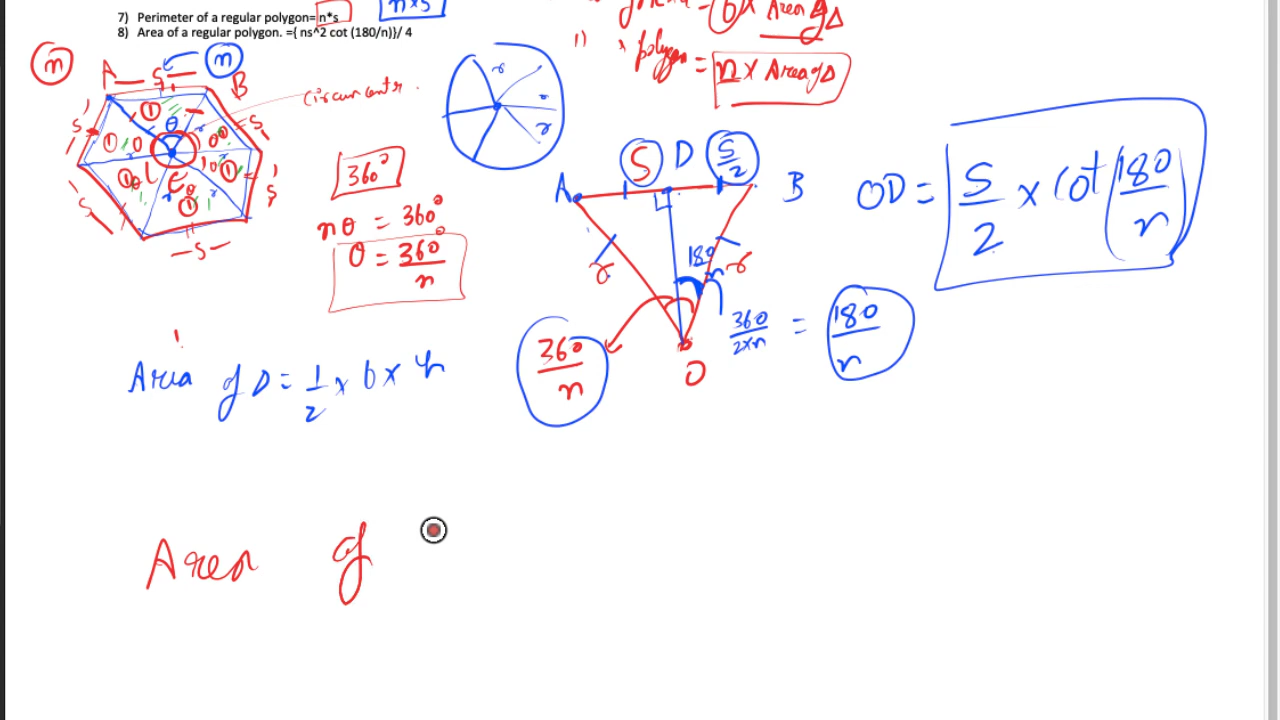 n*s
7) Perimeter of a regular polygon= n*s
8) Area of a regular polygon. ={ ns^2 cot (180/n)}/ 4
= 6 x Area of Δ
1) polygon = n x Area of Δ
n
n
A S B
circumcentre
S
S
S
S
S
θ
r
r
r
360°
nθ = 360°
θ = 360°/n
A S D S/2 B
r
r
180/n
O
360/n
360/2xn = 180/n
OD = S/2 x Cot (180/n)
Area of Δ = 1/2 x b x h
Area of